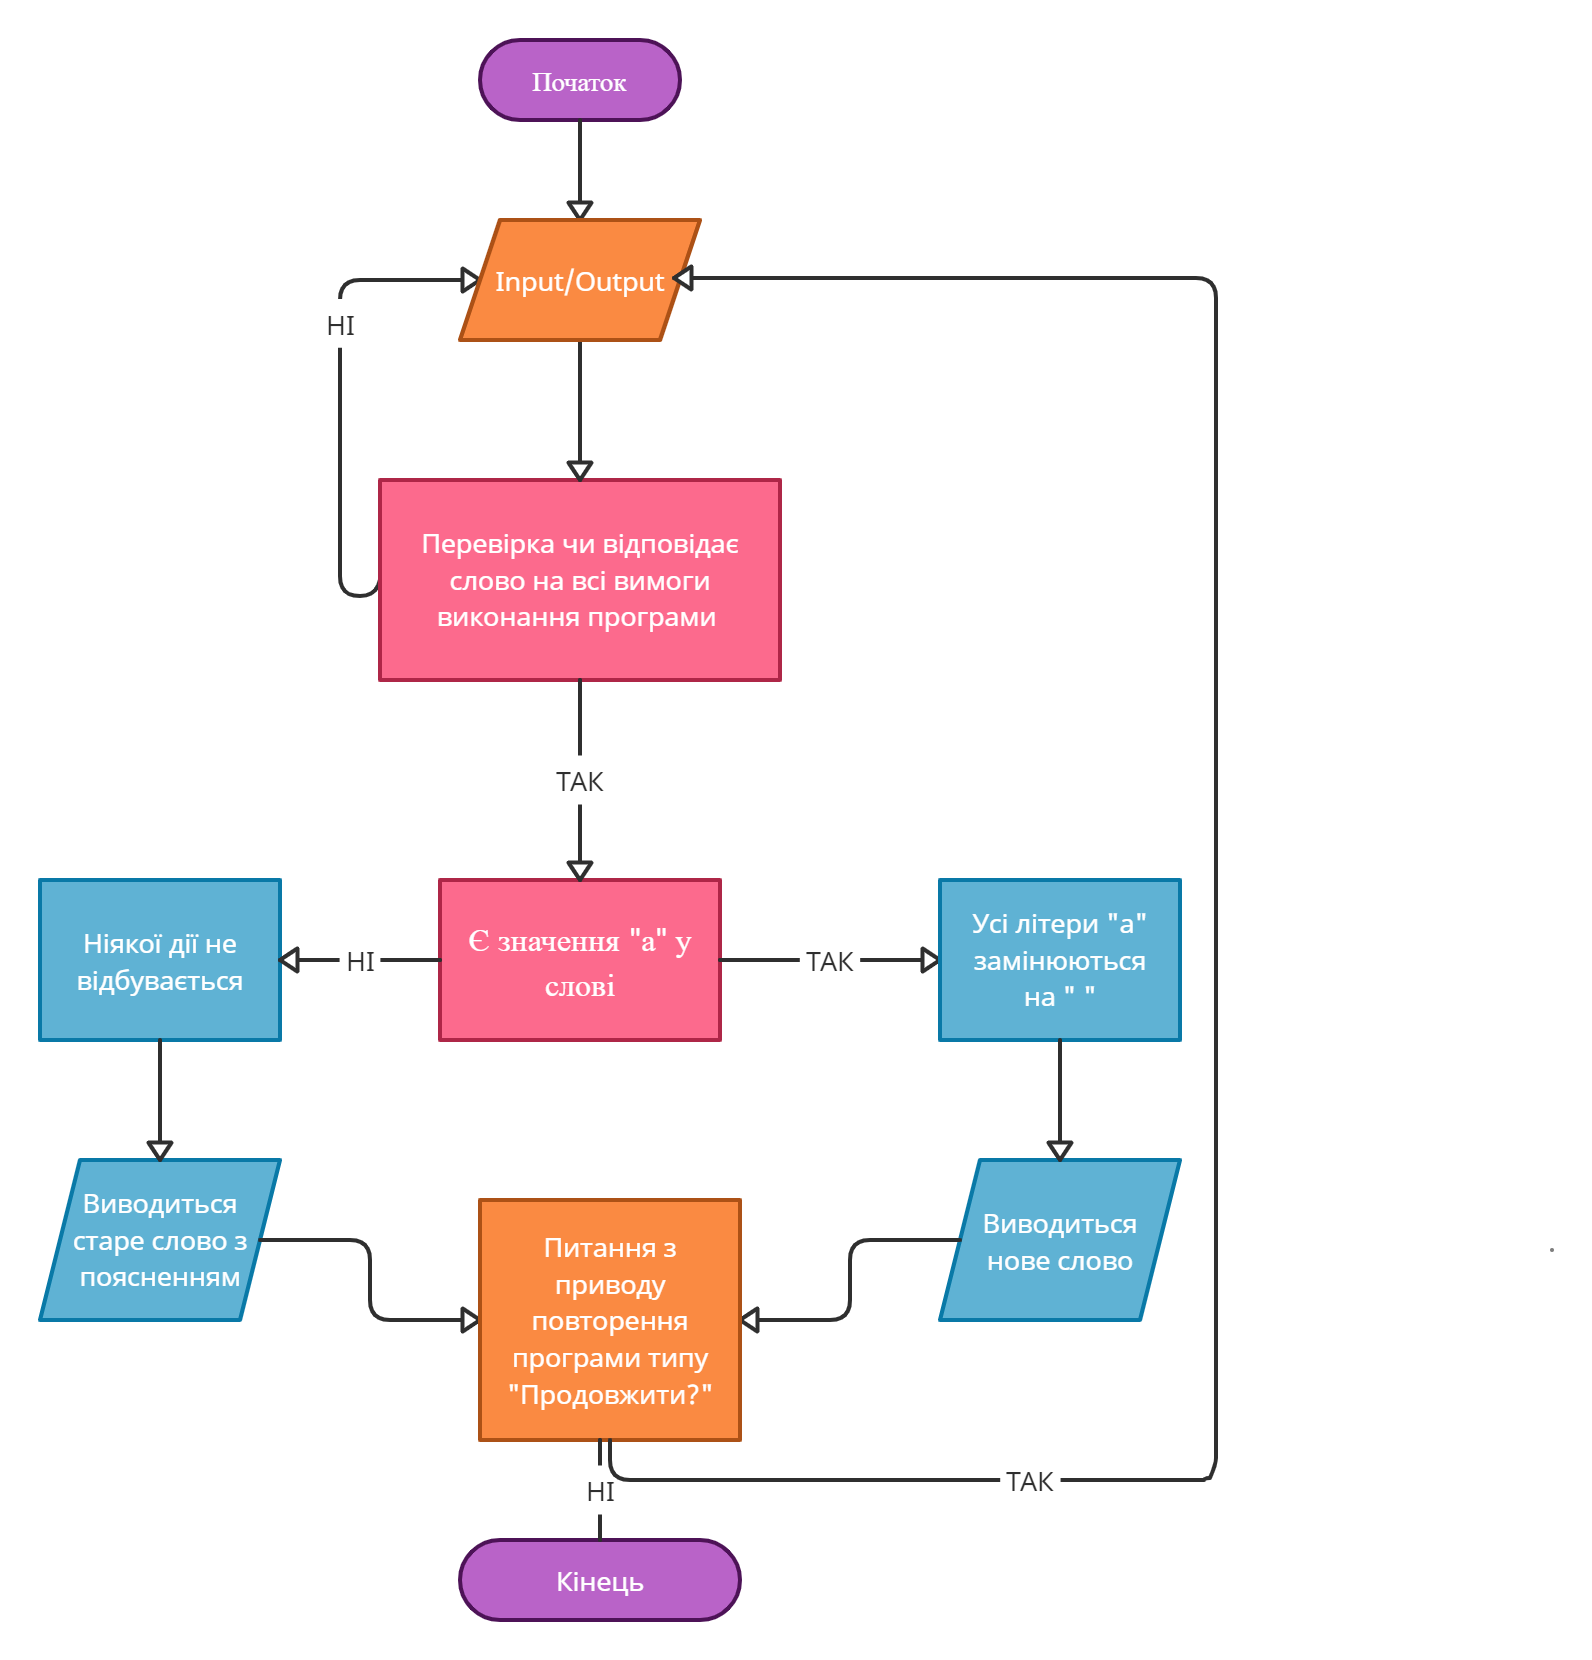 Початок
Input/Output
НІ
Перевірка чи відповідає
слово на всі вимоги
виконання програми
ТАК
Ніякої дії не
відбувається
НІ
Є значення "а" у
слові
ТАК
Усі літери "а"
замінюються
на " "
Виводиться
старе слово з
поясненням
Питання з
приводу
повторення
програми типу
"Продовжити?"
Виводиться
нове слово
НІ
ТАК
Кінець